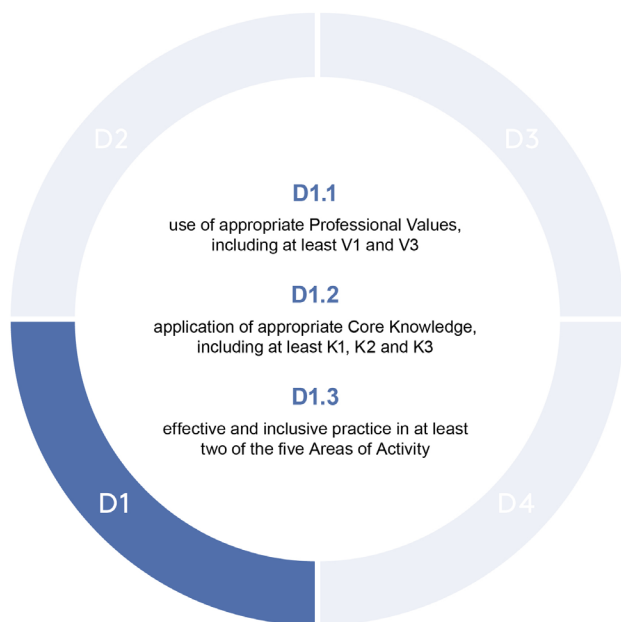 D2
D3
D1.1
use of appropriate Professional Values,
including at least V1 and V3
D1.2
application of appropriate Core Knowledge,
including at least K1, K2 and K3
D1.3
effective and inclusive practice in at least
two of the five Areas of Activity
D1
D4